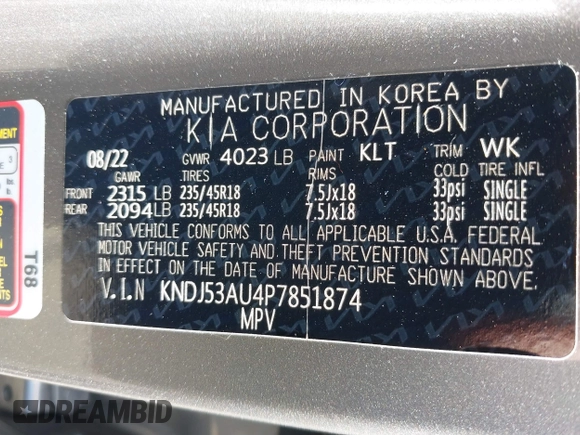 MANUFACTURED IN KOREA BY
KIA CORPORATION
08/22 GVWR 4023 LB PAINT KLT TRIM WK
GAWR TIRES RIMS COLD TIRE INFL
FRONT 2315 LB 235/45R18 7.5Jx18 33psi SINGLE
REAR 2094 LB 235/45R18 7.5Jx18 33psi SINGLE
THIS VEHICLE CONFORMS TO ALL APPLICABLE U.S.A. FEDERAL
MOTOR VEHICLE SAFETY AND THEFT PREVENTION STANDARDS
IN EFFECT ON THE DATE OF MANUFACTURE SHOWN ABOVE.
V.I.N KNDJ53AU4P7851874
MPV
T68
DREAMBID